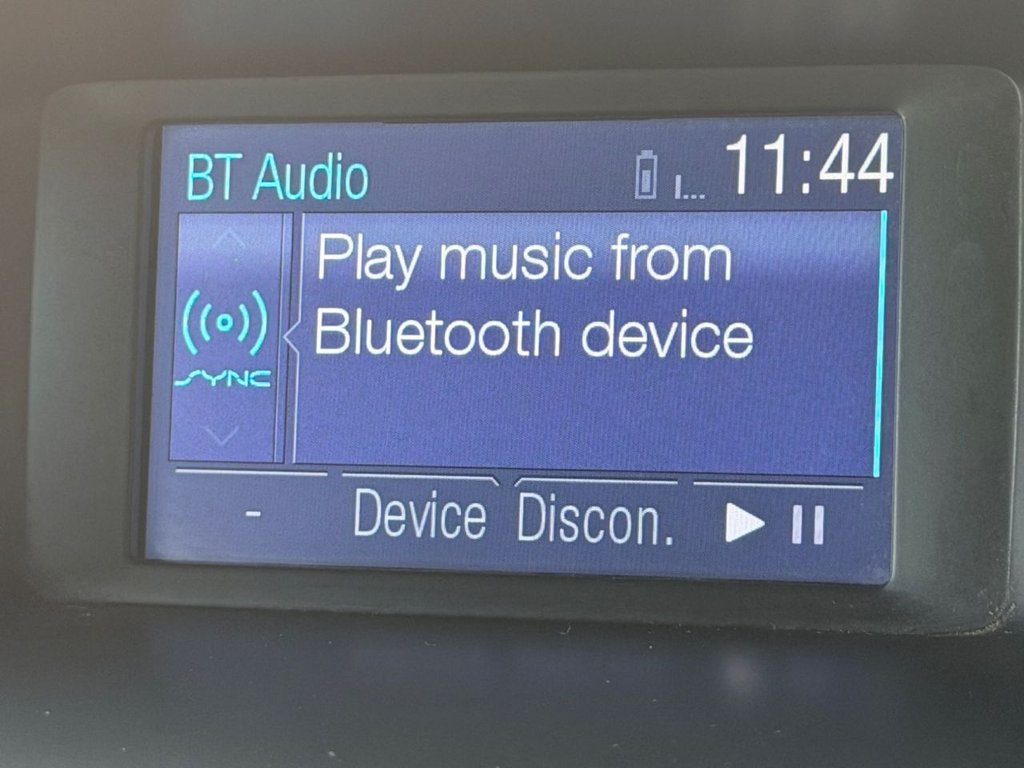 BT Audio 11:44
Play music from
Bluetooth device
SYNC
- Device Discon.